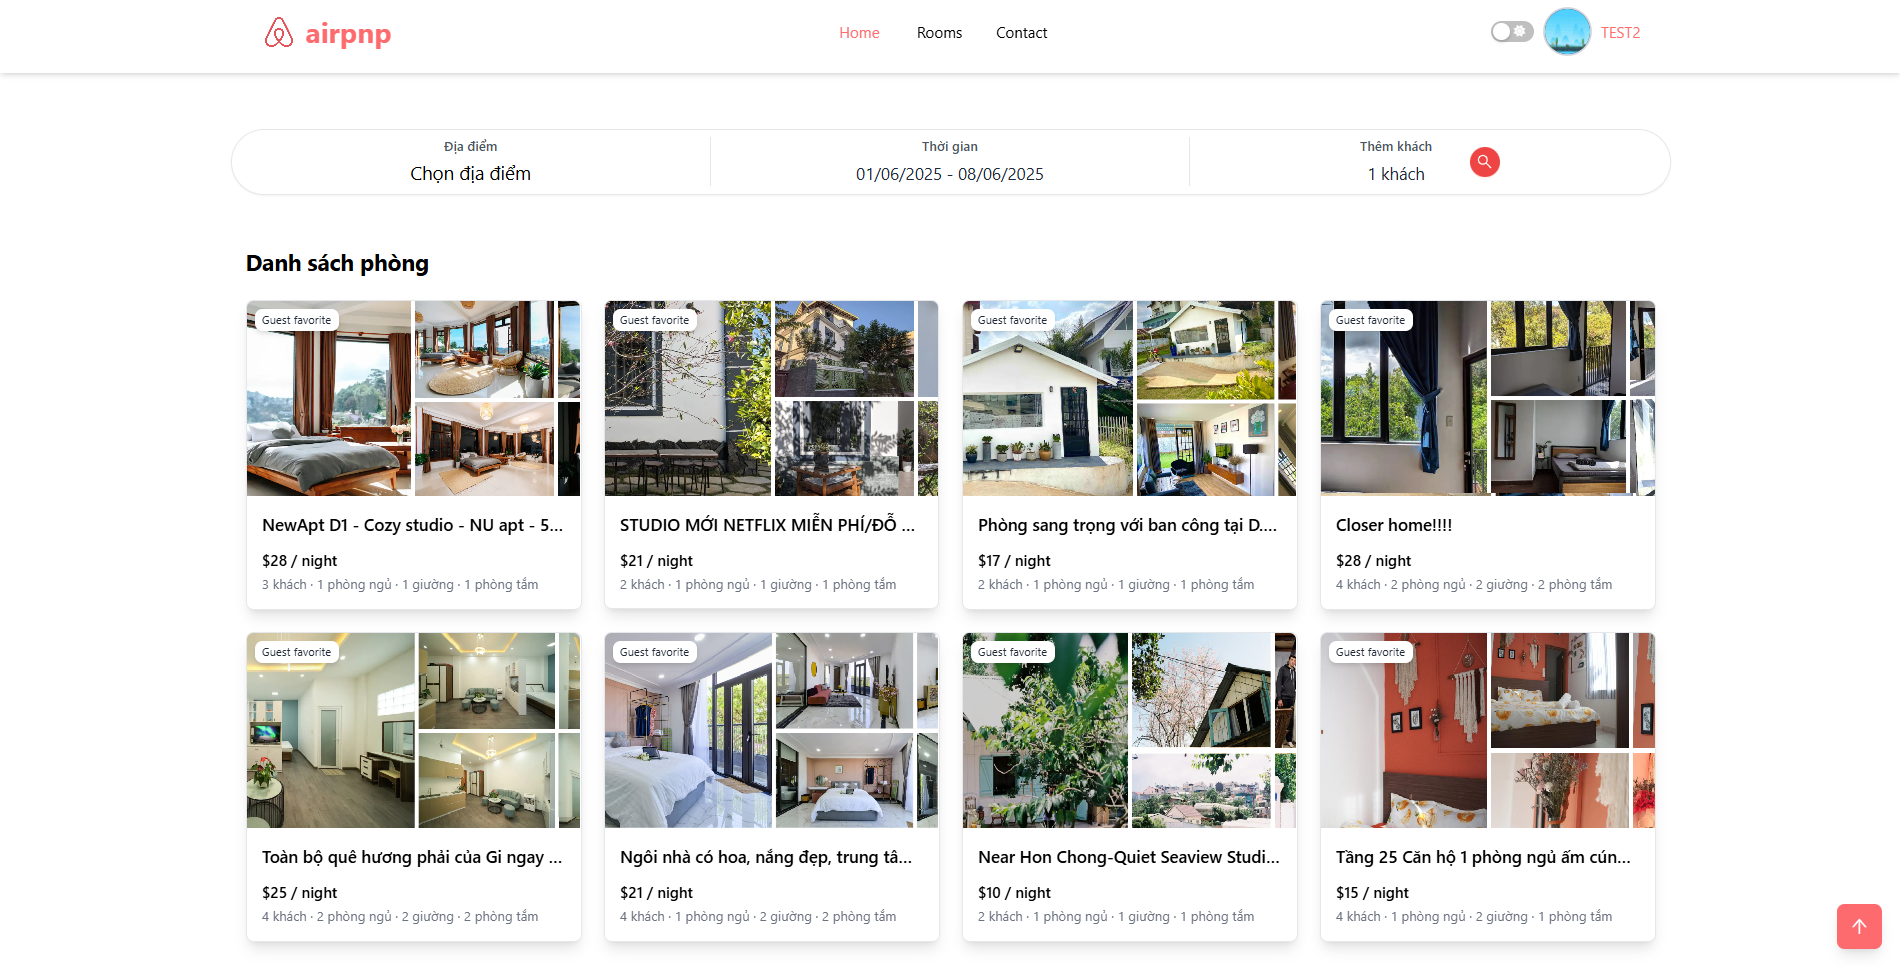 airpnp
Home
Rooms
Contact
TEST2
Địa điểm
Chọn địa điểm
Thời gian
01/06/2025 - 08/06/2025
Thêm khách
1 khách
Danh sách phòng
Guest favorite
NewApt D1 - Cozy studio - NU apt - 5...
$28 / night
3 khách · 1 phòng ngủ · 1 giường · 1 phòng tắm
Guest favorite
STUDIO MỚI NETFLIX MIỄN PHÍ/ĐỖ ...
$21 / night
2 khách · 1 phòng ngủ · 1 giường · 1 phòng tắm
Guest favorite
Phòng sang trọng với ban công tại D....
$17 / night
2 khách · 1 phòng ngủ · 1 giường · 1 phòng tắm
Guest favorite
Closer home!!!!
$28 / night
4 khách · 2 phòng ngủ · 2 giường · 2 phòng tắm
Guest favorite
Toàn bộ quê hương phải của Gi ngay ...
$25 / night
4 khách · 2 phòng ngủ · 2 giường · 2 phòng tắm
Guest favorite
Ngôi nhà có hoa, nắng đẹp, trung tâ...
$21 / night
4 khách · 1 phòng ngủ · 2 giường · 2 phòng tắm
Guest favorite
Near Hon Chong-Quiet Seaview Studi...
$10 / night
2 khách · 1 phòng ngủ · 1 giường · 1 phòng tắm
Guest favorite
Tầng 25 Căn hộ 1 phòng ngủ ấm cún...
$15 / night
4 khách · 1 phòng ngủ · 2 giường · 1 phòng tắm